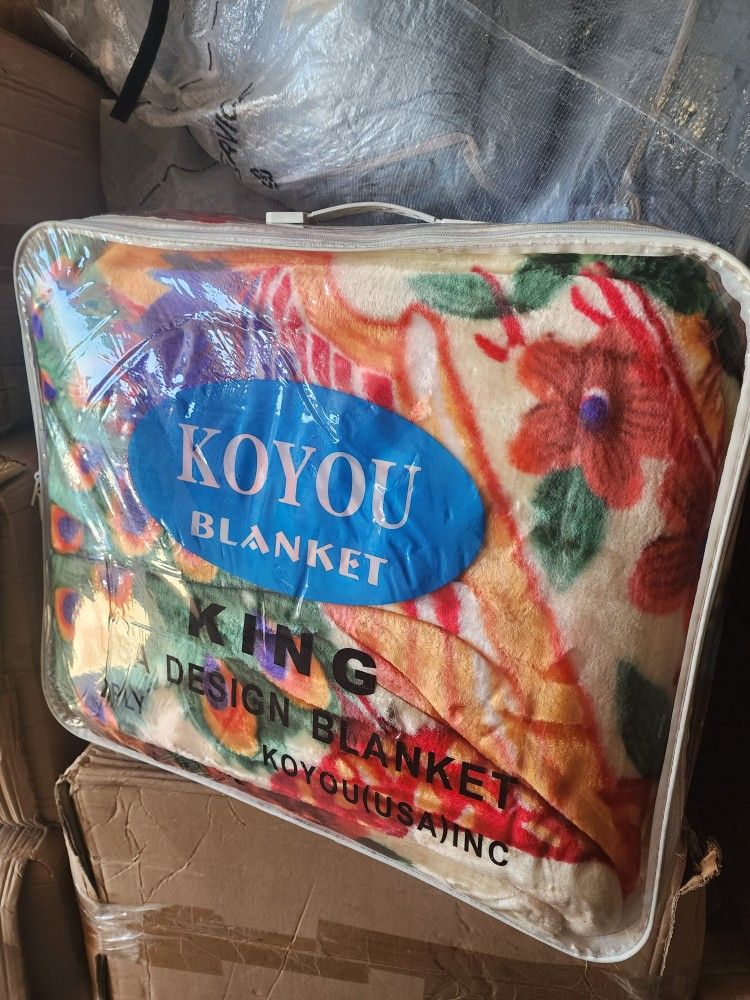 KOYOU
BLANKET
KING
DESIGN BLANKET
KOYOU(USA)INC